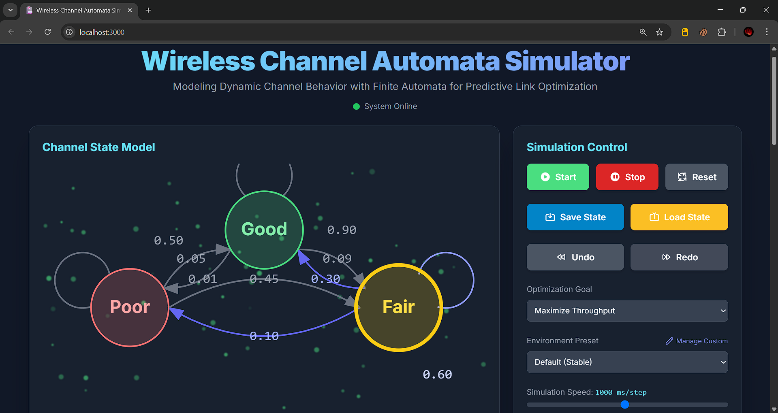 Wireless Channel Automata Sim
localhost:3000
Wireless Channel Automata Simulator
Modeling Dynamic Channel Behavior with Finite Automata for Predictive Link Optimization
System Online
Channel State Model
Good
0.90
0.50
0.05
0.09
0.01
0.45
0.30
Poor
Fair
0.10
0.60
Simulation Control
Start
Stop
Reset
Save State
Load State
Undo
Redo
Optimization Goal
Maximize Throughput
Environment Preset
Manage Custom
Default (Stable)
Simulation Speed: 1000 ms/step